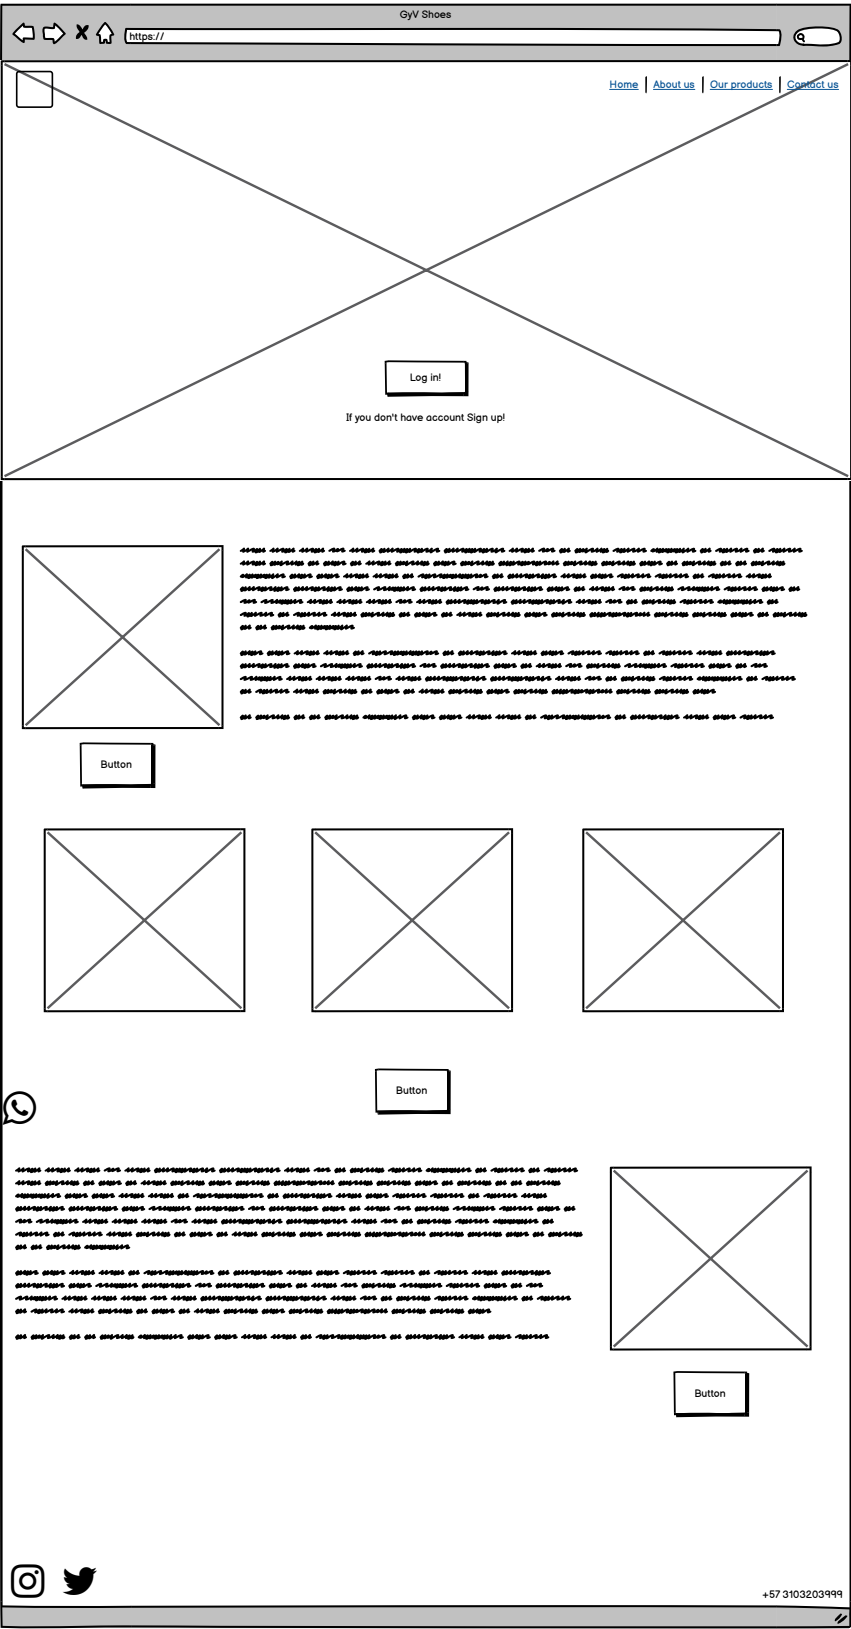 GyV Shoes
https://
Home About us Our products Contact us
Log in!
If you don't have account Sign up!
Button
Button
Button
+57 3103203999